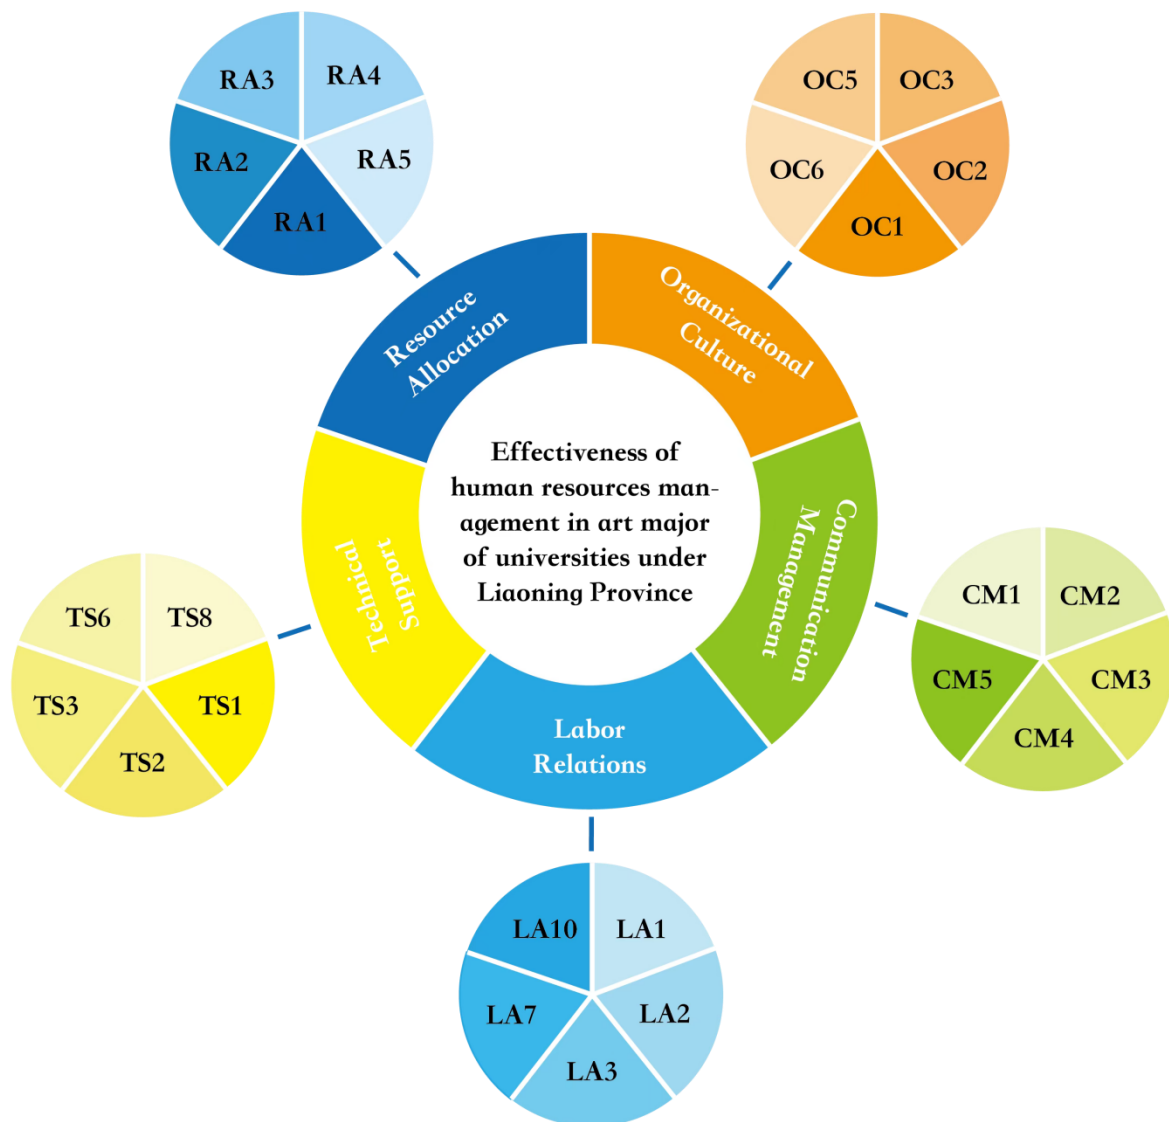 RA3
RA4
RA2
RA5
RA1
OC5
OC3
OC6
OC2
OC1
Resource
Allocation
Organizational
Culture
Effectiveness of
human resources man-
agement in art major
of universities under
Liaoning Province
Technical
Support
Communication
Management
Labor
Relations
TS6
TS8
TS3
TS1
TS2
CM1
CM2
CM5
CM3
CM4
LA10
LA1
LA7
LA2
LA3